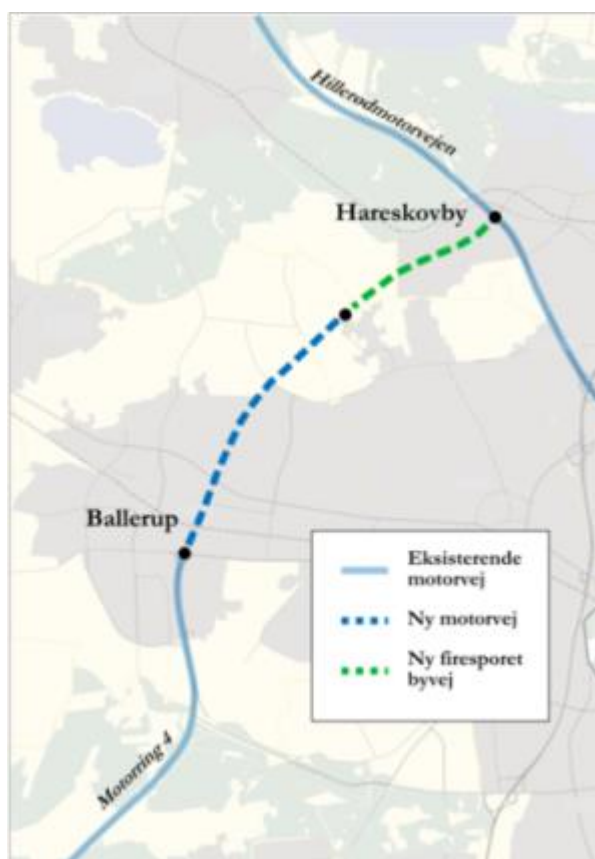 Hillerødmotorvejen
Hareskovby
Ballerup
Eksisterende
motorvej
Ny motorvej
Ny firesporet
byvej
Motorring 4